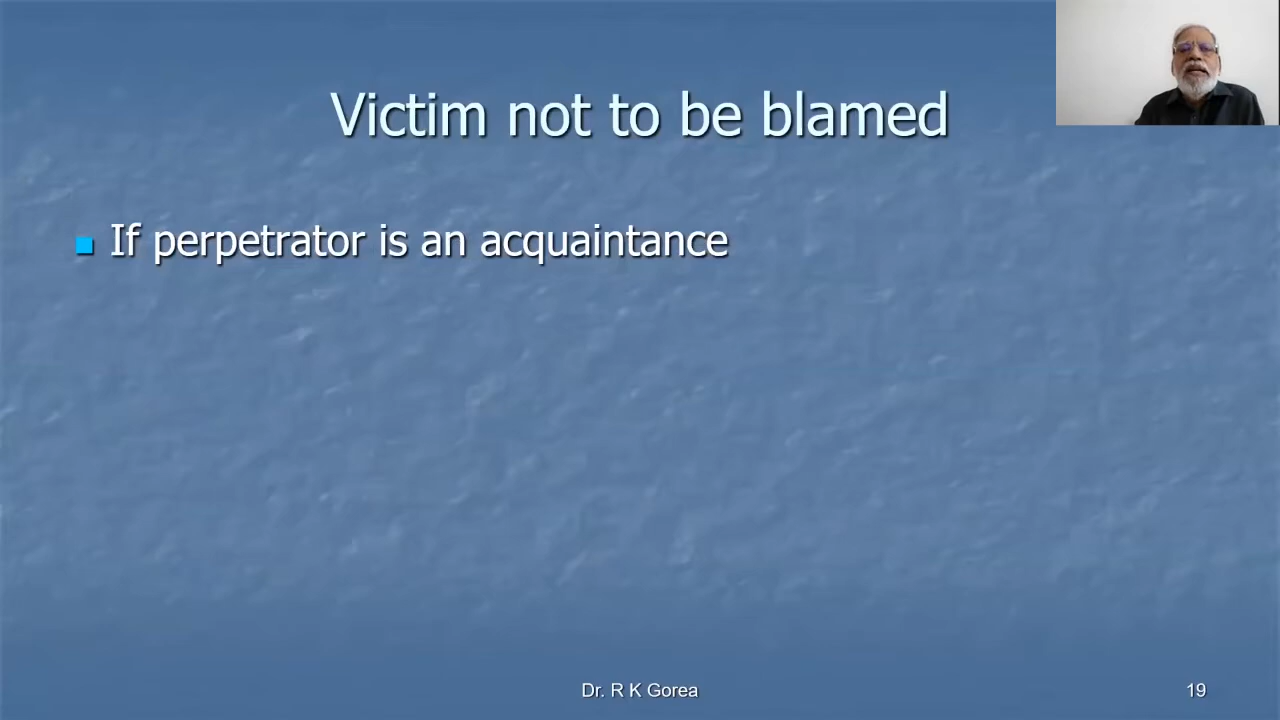 Victim not to be blamed
If perpetrator is an acquaintance
Dr. R K Gorea
19